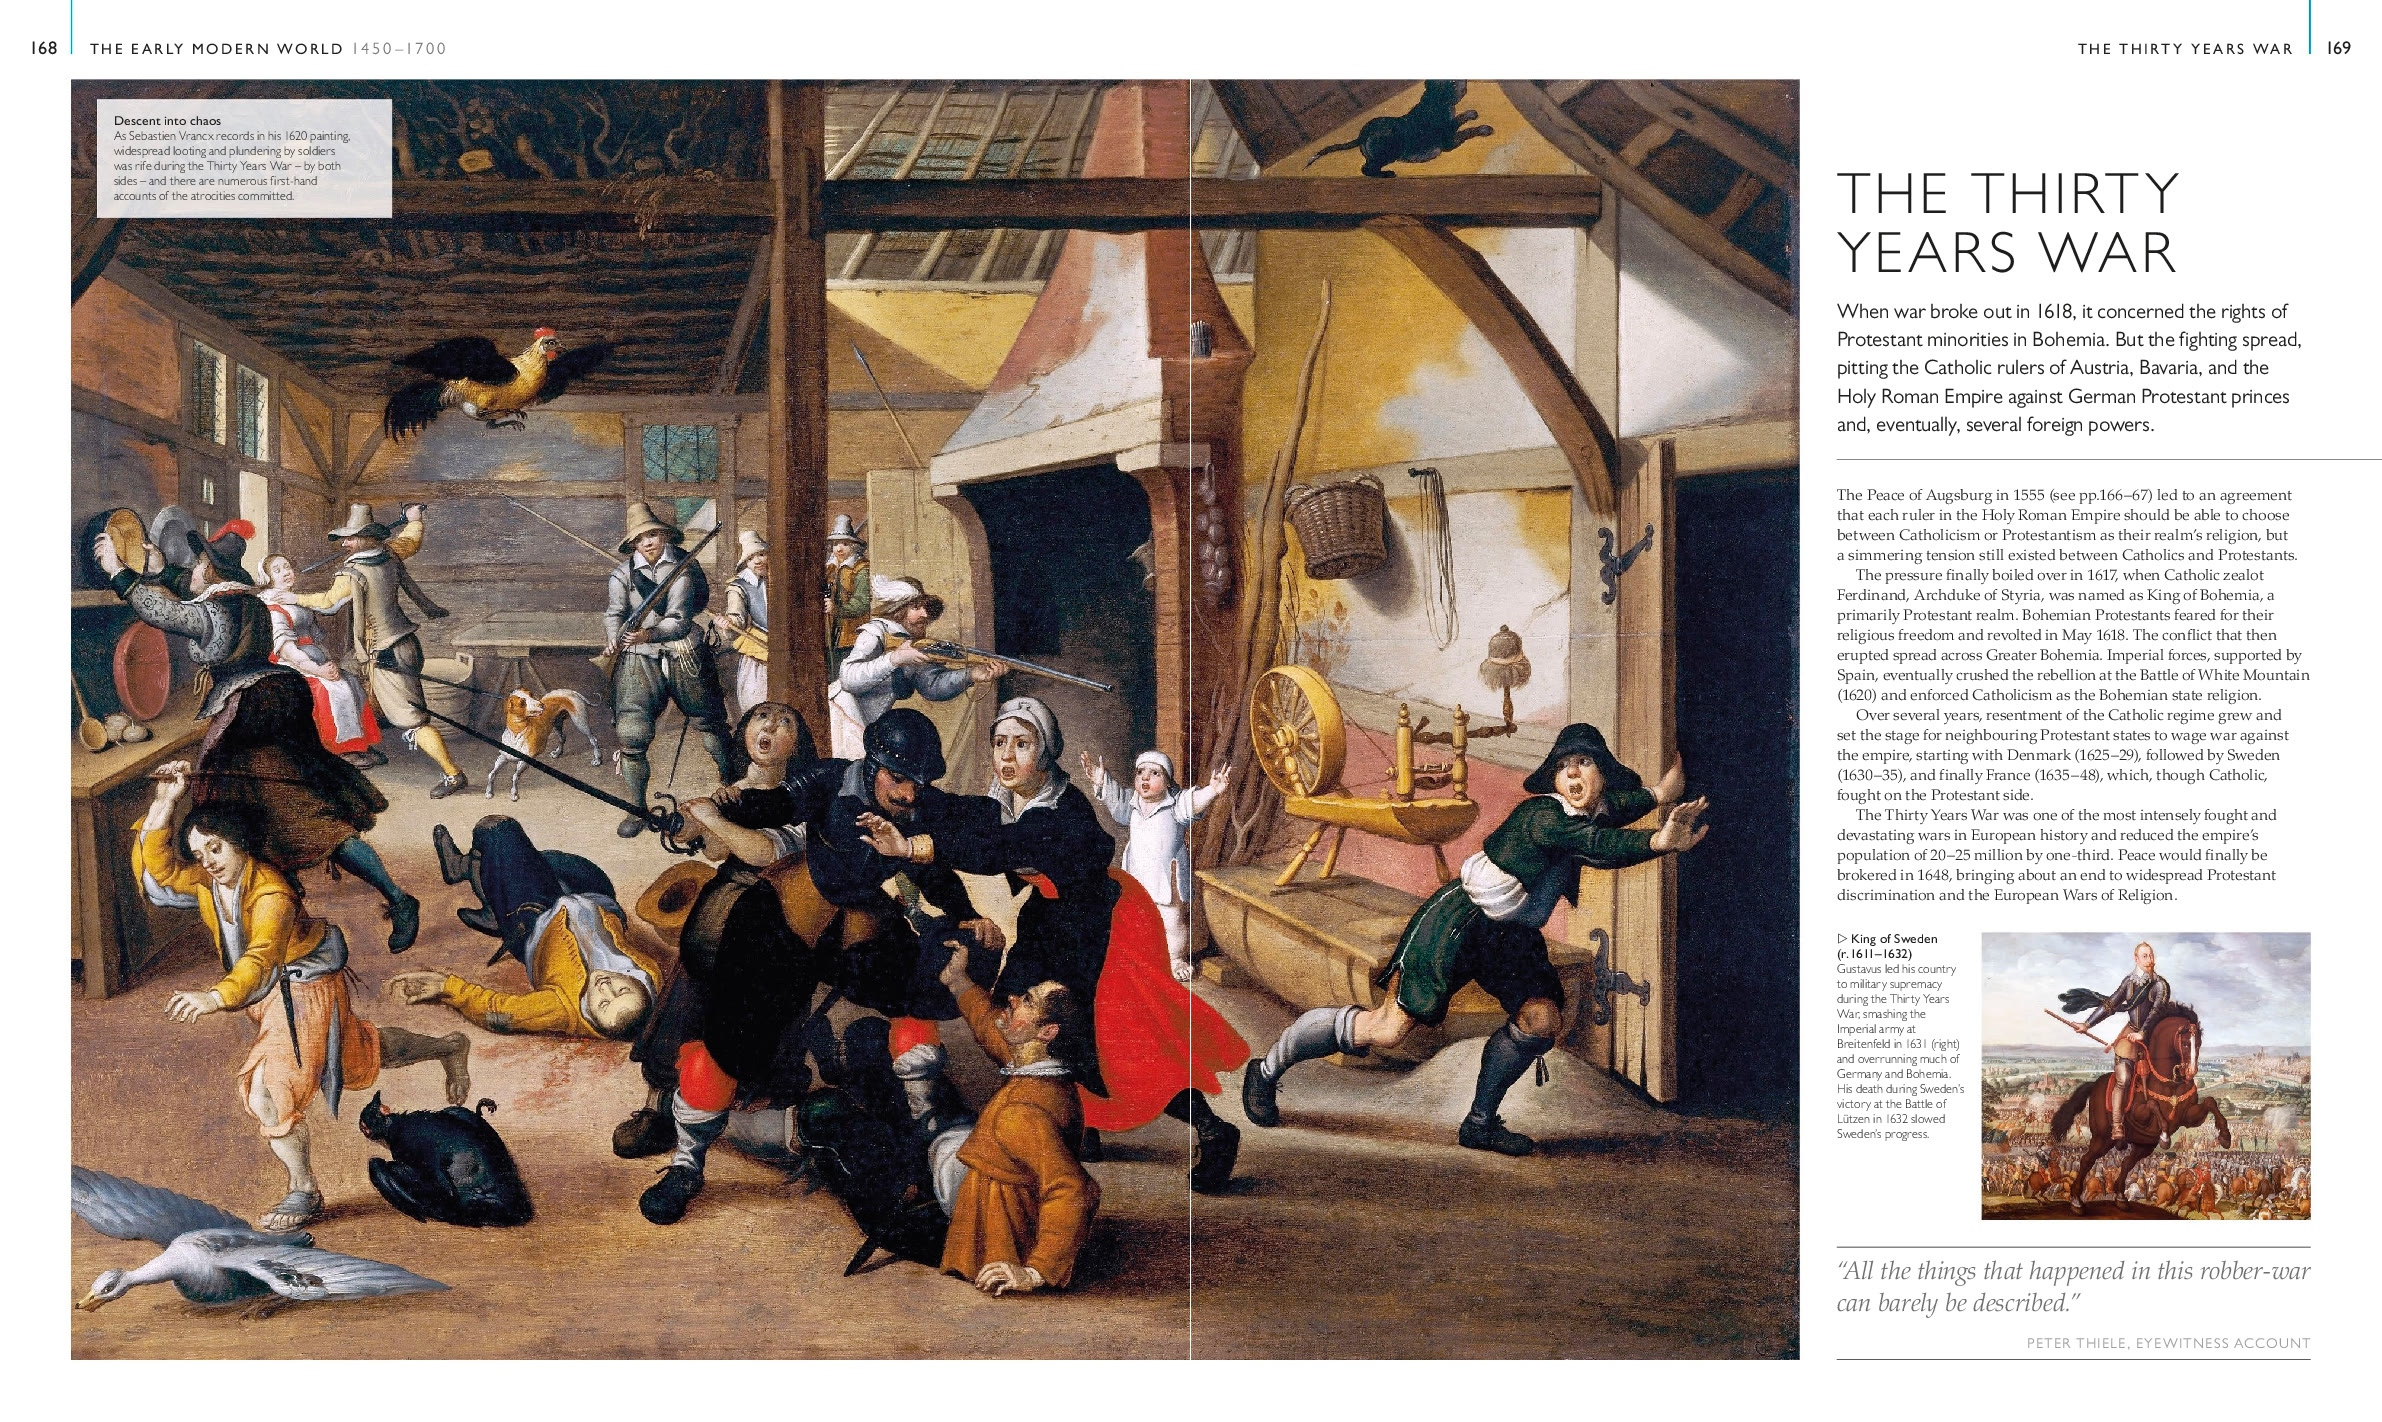 168
THE EARLY MODERN WORLD 1450–1700
THE THIRTY YEARS WAR
169
Descent into chaos
As Sebastien Vrancx records in his 1620 painting,
widespread looting and plundering by soldiers
was rife during the Thirty Years War – by both
sides – and there are numerous first-hand
accounts of the atrocities committed.
THE THIRTY
YEARS WAR
When war broke out in 1618, it concerned the rights of
Protestant minorities in Bohemia. But the fighting spread,
pitting the Catholic rulers of Austria, Bavaria, and the
Holy Roman Empire against German Protestant princes
and, eventually, several foreign powers.
The Peace of Augsburg in 1555 (see pp.166–67) led to an agreement
that each ruler in the Holy Roman Empire should be able to choose
between Catholicism or Protestantism as their realm's religion, but
a simmering tension still existed between Catholics and Protestants.
The pressure finally boiled over in 1617, when Catholic zealot
Ferdinand, Archduke of Styria, was named as King of Bohemia, a
primarily Protestant realm. Bohemian Protestants feared for their
religious freedom and revolted in May 1618. The conflict that then
erupted spread across Greater Bohemia. Imperial forces, supported by
Spain, eventually crushed the rebellion at the Battle of White Mountain
(1620) and enforced Catholicism as the Bohemian state religion.
Over several years, resentment of the Catholic regime grew and
set the stage for neighbouring Protestant states to wage war against
the empire, starting with Denmark (1625–29), followed by Sweden
(1630–35), and finally France (1635–48), which, though Catholic,
fought on the Protestant side.
The Thirty Years War was one of the most intensely fought and
devastating wars in European history and reduced the empire's
population of 20–25 million by one-third. Peace would finally be
brokered in 1648, bringing about an end to widespread Protestant
discrimination and the European Wars of Religion.
▷ King of Sweden
(r.1611–1632)
Gustavus led his country
to military supremacy
during the Thirty Years
War, smashing the
Imperial army at
Breitenfeld in 1631 (right)
and overrunning much of
Germany and Bohemia.
His death during Sweden's
victory at the Battle of
Lützen in 1632 slowed
Sweden's progress.
"All the things that happened in this robber-war
can barely be described."
PETER THIELE, EYEWITNESS ACCOUNT